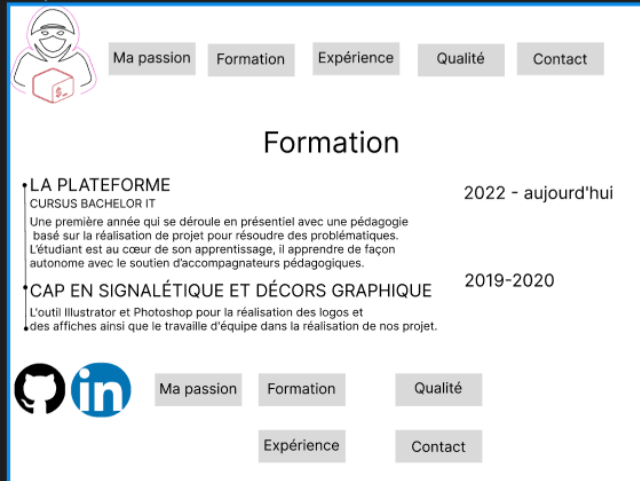 $_
Ma passion
Formation
Expérience
Qualité
Contact
Formation
LA PLATEFORME
2022 - aujourd'hui
CURSUS BACHELOR IT
Une première année qui se déroule en présentiel avec une pédagogie
basé sur la réalisation de projet pour résoudre des problématiques.
L'étudiant est au cœur de son apprentissage, il apprendre de façon
autonome avec le soutien d'accompagnateurs pédagogiques.
CAP EN SIGNALÉTIQUE ET DÉCORS GRAPHIQUE
2019-2020
L'outil Illustrator et Photoshop pour la réalisation des logos et
des affiches ainsi que le travaille d'équipe dans la réalisation de nos projet.
in
Ma passion
Formation
Qualité
Expérience
Contact